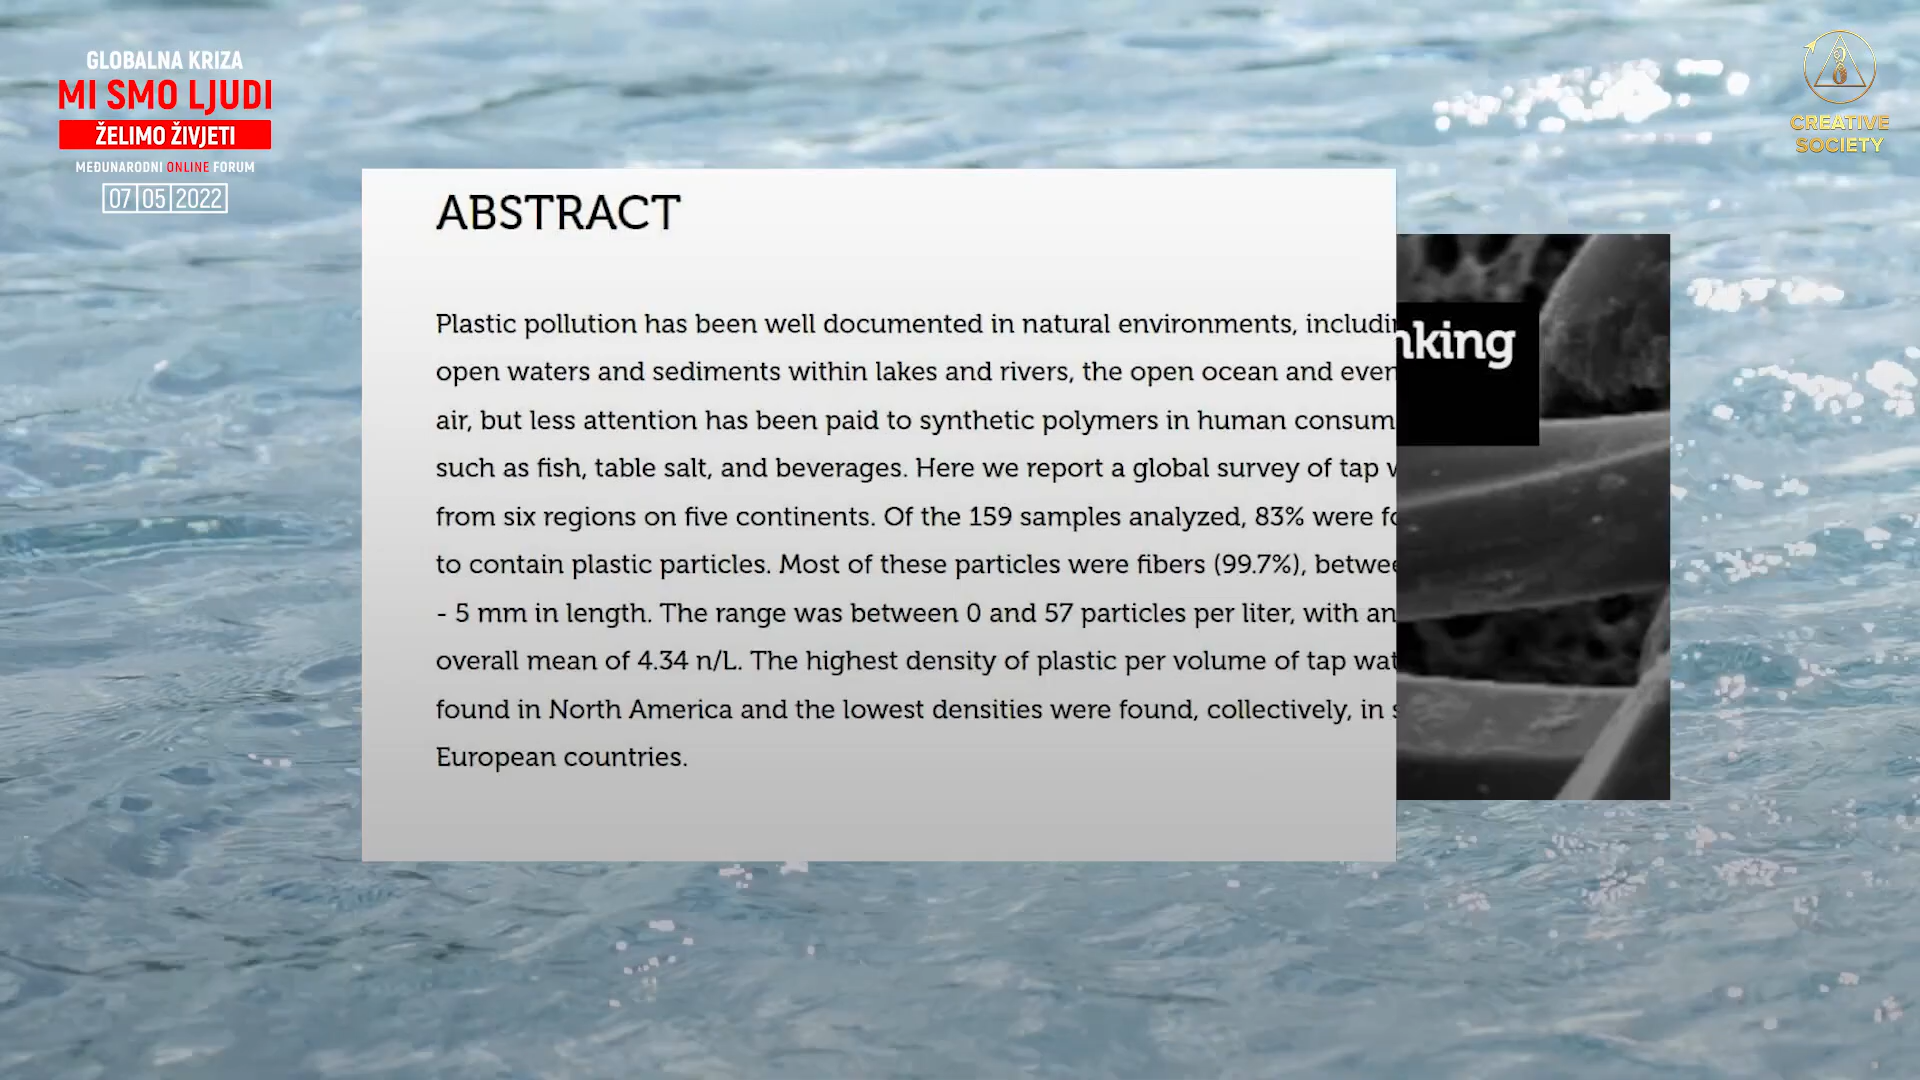 GLOBALNA KRIZA
MI SMO LJUDI
ŽELIMO ŽIVJETI
MEĐUNARODNI ONLINE FORUM
07 05 2022
CREATIVE
SOCIETY
ABSTRACT
Plastic pollution has been well documented in natural environments,
open waters and sediments within lakes and rivers, the open ocean and even
air, but less attention has been paid to synthetic polymers in human
such as fish, table salt, and beverages. Here we report a global survey of tap
from six regions on five continents. Of the 159 samples analyzed, 83% were
to contain plastic particles. Most of these particles were fibers (99.7%),
- 5 mm in length. The range was between 0 and 57 particles per liter, with an
overall mean of 4.34 n/L. The highest density of plastic per volume of tap
found in North America and the lowest densities were found, collectively, in
European countries.